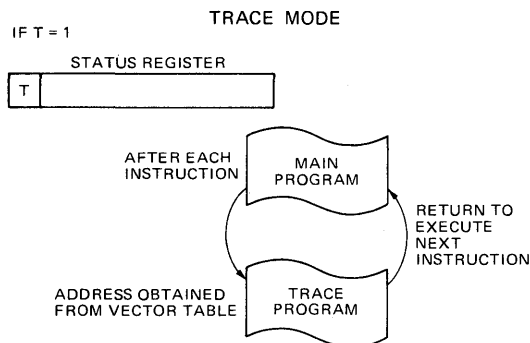 TRACE MODE
IF T = 1
STATUS REGISTER
T
AFTER EACH
INSTRUCTION
MAIN
PROGRAM
RETURN TO
EXECUTE
NEXT
INSTRUCTION
ADDRESS OBTAINED
FROM VECTOR TABLE
TRACE
PROGRAM